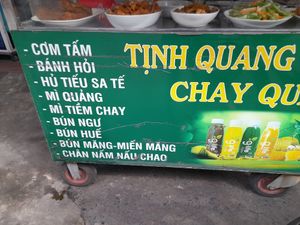 - CƠM TẤM
- BÁNH HỎI
- HỦ TIẾU SA TẾ
- MÌ QUẢNG
- MÌ TIỀM CHAY
- BÚN NGƯ
- BÚN HUẾ
- BÚN MĂNG-MIẾN MĂNG
- CHÂN NẤM NẤU CHAO
TỊNH QUANG
CHAY QU